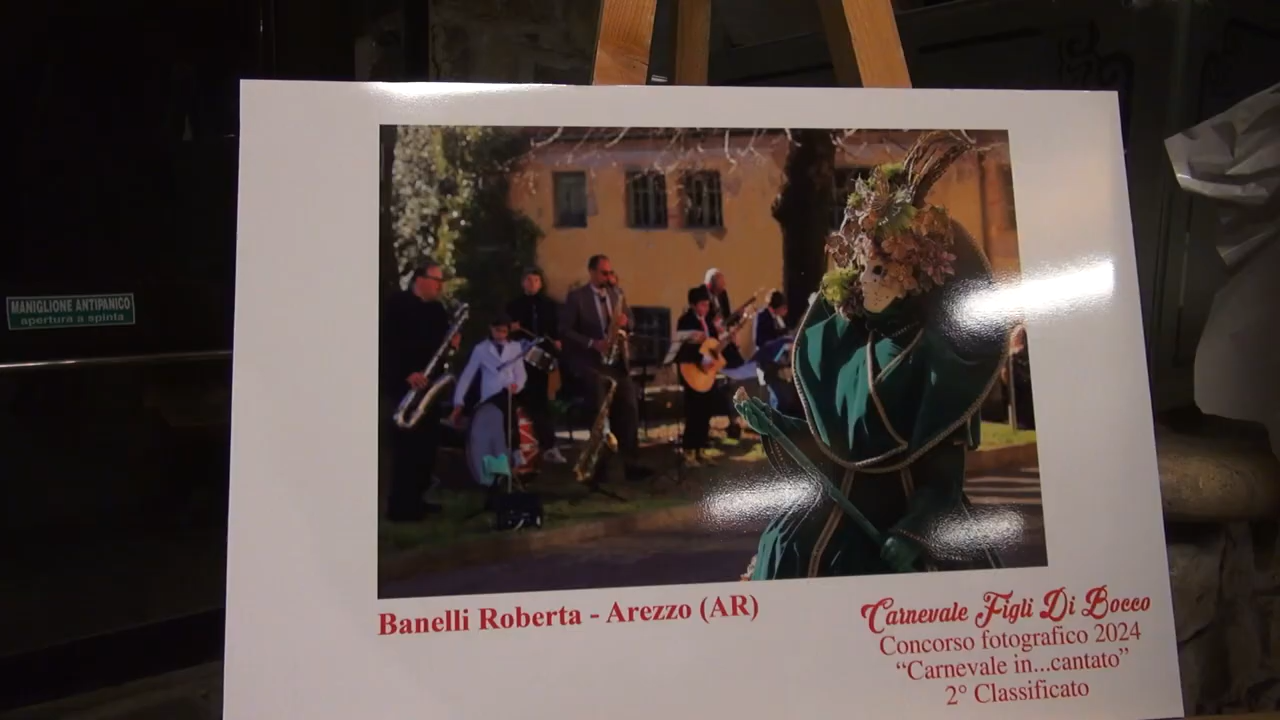 MANIGLIONE ANTIPANICO
apertura a spinta
Banelli Roberta - Arezzo (AR)
Carnevale Figli Di Bocco
Concorso fotografico 2024
“Carnevale in...cantato”
2° Classificato